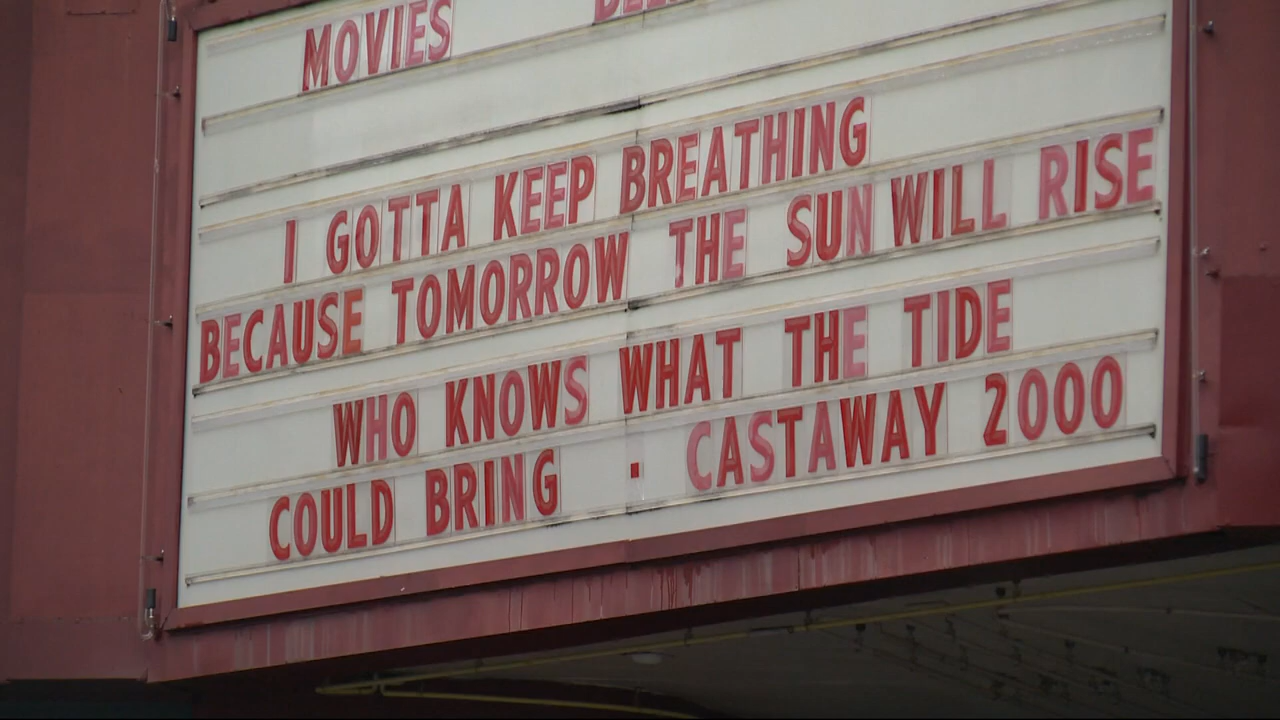 MOVIES
I GOTTA KEEP BREATHING
BECAUSE TOMORROW THE SUN WILL RISE
WHO KNOWS WHAT THE TIDE
COULD BRING · CASTAWAY 2000